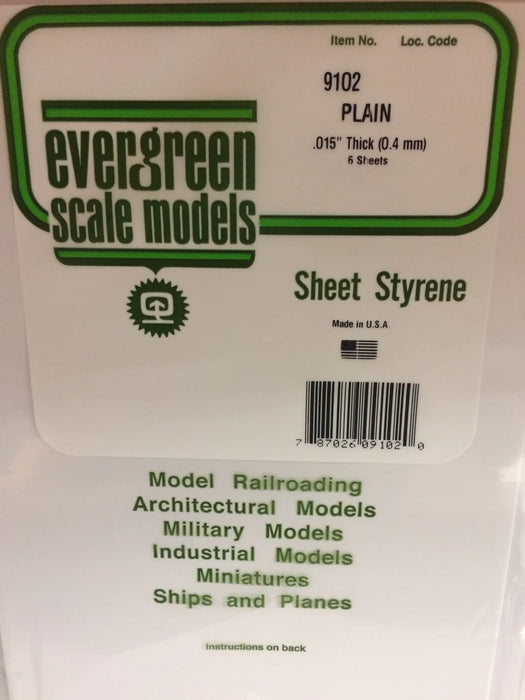 Item No. Loc. Code
9102
PLAIN
.015" Thick (0.4 mm)
6 Sheets
evergreen
scale models
Sheet Styrene
Made in U.S.A.
7 87026 09102 0
Model Railroading
Architectural Models
Military Models
Industrial Models
Miniatures
Ships and Planes
Instructions on back